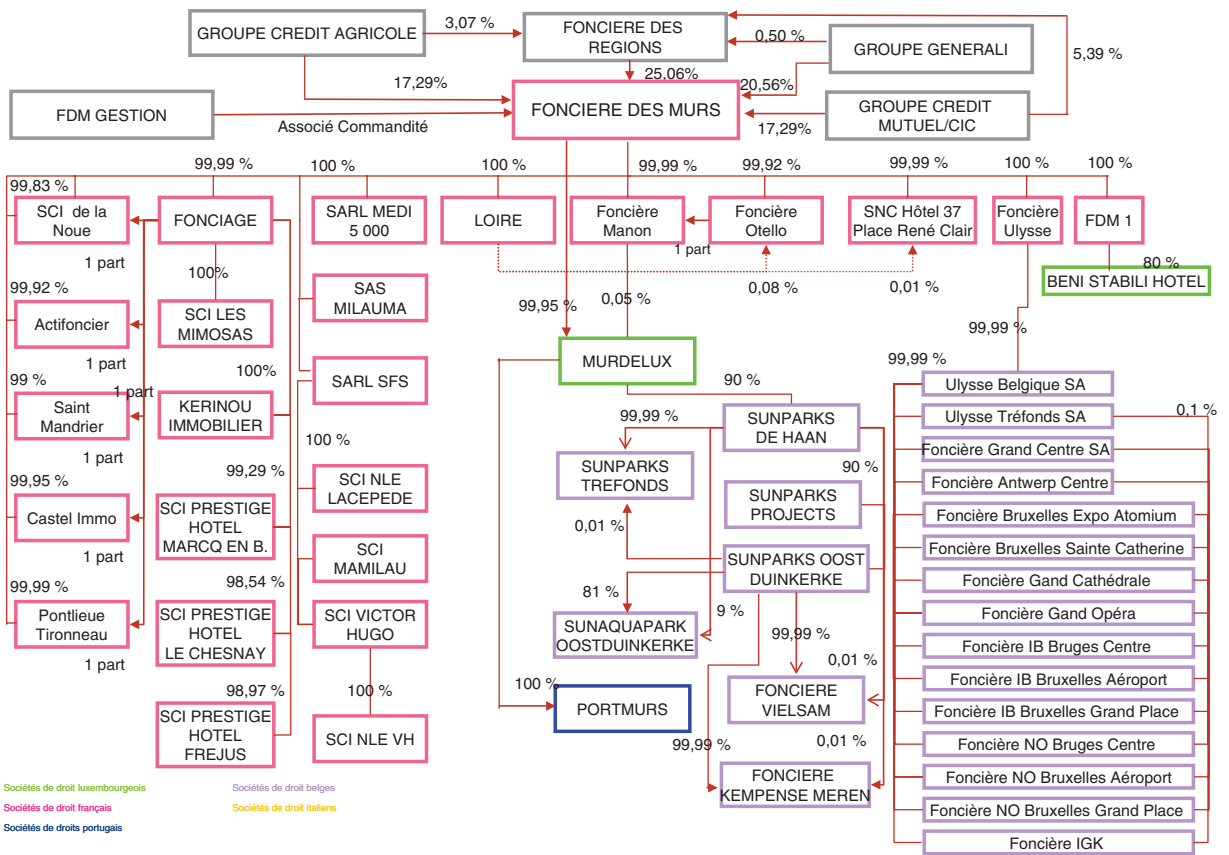 GROUPE CREDIT AGRICOLE
3,07 %
FONCIERE DES
REGIONS
0,50 %
GROUPE GENERALI
5,39 %
17,29%
25,06%
20,56%
FDM GESTION
Associé Commandité
FONCIERE DES MURS
17,29%
GROUPE CREDIT
MUTUEL/CIC
99,99 %
100 %
100 %
99,99 %
99,92 %
99,99 %
100 %
100 %
99,83 %
SCI de la
Noue
FONCIAGE
SARL MEDI
5 000
LOIRE
Foncière
Manon
1 part
Foncière
Otello
SNC Hôtel 37
Place René Clair
Foncière
Ulysse
FDM 1
1 part
100%
80 %
BENI STABILI HOTEL
99,92 %
Actifoncier
SCI LES
MIMOSAS
SAS
MILAUMA
99,95 %
0,05 %
0,08 %
0,01 %
99,99 %
1 part
1 part
100%
SARL SFS
MURDELUX
90 %
99,99 %
Ulysse Belgique SA
99 %
Saint
Mandrier
KERINOU
IMMOBILIER
99,99 %
SUNPARKS
DE HAAN
Ulysse Tréfonds SA
0,1 %
1 part
100 %
Foncière Grand Centre SA
99,29 %
SUNPARKS
TREFONDS
90 %
99,95 %
Castel Immo
SCI PRESTIGE
HOTEL
MARCQ EN B.
SCI NLE
LACEPEDE
SUNPARKS
PROJECTS
Foncière Antwerp Centre
0,01 %
Foncière Bruxelles Expo Atomium
1 part
98,54 %
SCI
MAMILAU
SUNPARKS OOST
DUINKERKE
Foncière Bruxelles Sainte Catherine
99,99 %
Foncière Gand Cathédrale
81 %
9 %
Pontlieue
Tironneau
SCI PRESTIGE
HOTEL
LE CHESNAY
SCI VICTOR
HUGO
SUNAQUAPARK
OOSTDUINKERKE
99,99 %
Foncière Gand Opéra
Foncière IB Bruges Centre
1 part
0,01 %
98,97 %
100 %
100 %
Foncière IB Bruxelles Aéroport
SCI PRESTIGE
HOTEL
FREJUS
SCI NLE VH
PORTMURS
FONCIERE
VIELSAM
Foncière IB Bruxelles Grand Place
99,99 %
0,01 %
Foncière NO Bruges Centre
FONCIERE
KEMPENSE MEREN
Foncière NO Bruxelles Aéroport
Foncière NO Bruxelles Grand Place
Foncière IGK
Sociétés de droit luxembourgeois
Sociétés de droit belges
Sociétés de droit français
Sociétés de droit italiens
Sociétés de droits portugais